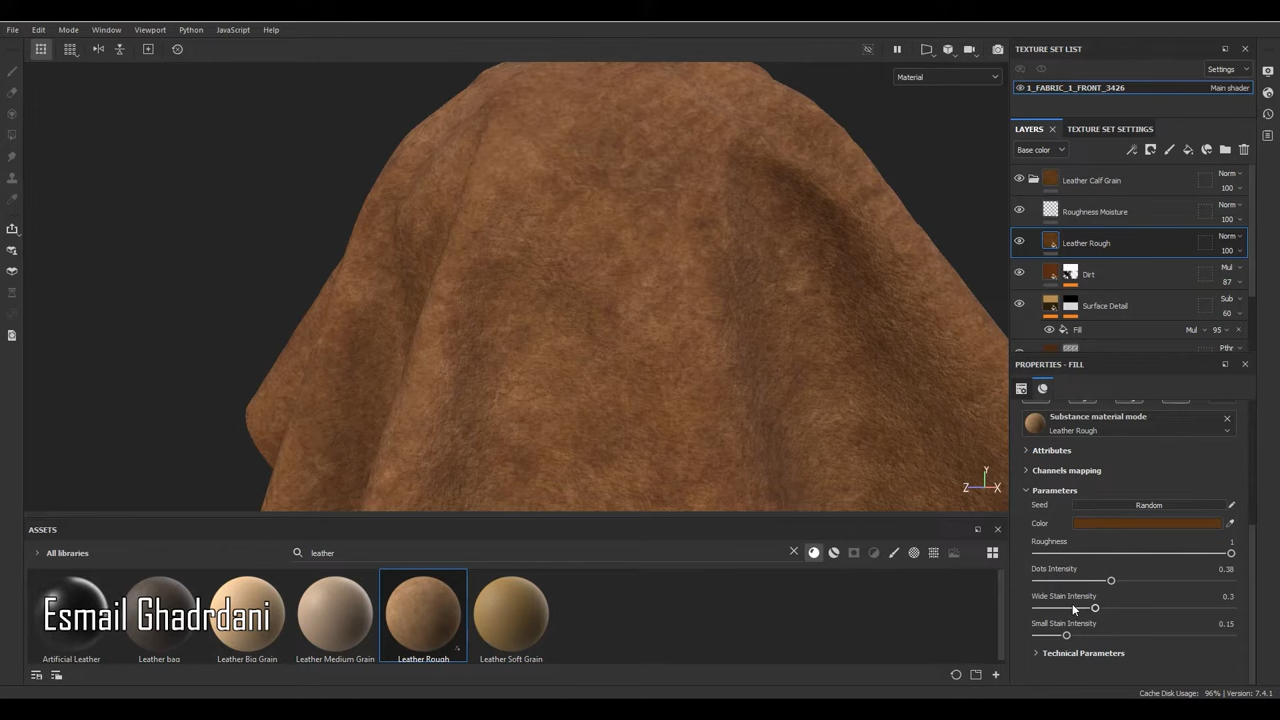 File Edit Mode Window Viewport Python JavaScript Help
Material
TEXTURE SET LIST
Settings
1_FABRIC_1_FRONT_3426 Main shader
LAYERS TEXTURE SET SETTINGS
Base color
Leather Calf Grain Norm 100
Roughness Moisture Norm 100
Leather Rough Norm 100
Dirt Mul 87
Surface Detail Sub 60
Fill Mul 95
Pthr
PROPERTIES - FILL
Substance material mode
Leather Rough
Attributes
Channels mapping
Parameters
Seed Random
Color
Roughness 1
Dots Intensity 0.38
Wide Stain Intensity 0.3
Small Stain Intensity 0.15
Technical Parameters
Y
Z X
ASSETS
All libraries leather
Esmail Ghadrdani
Artificial Leather Leather bag Leather Big Grain Leather Medium Grain Leather Rough Leather Soft Grain
Cache Disk Usage: 96% | Version: 7.4.1